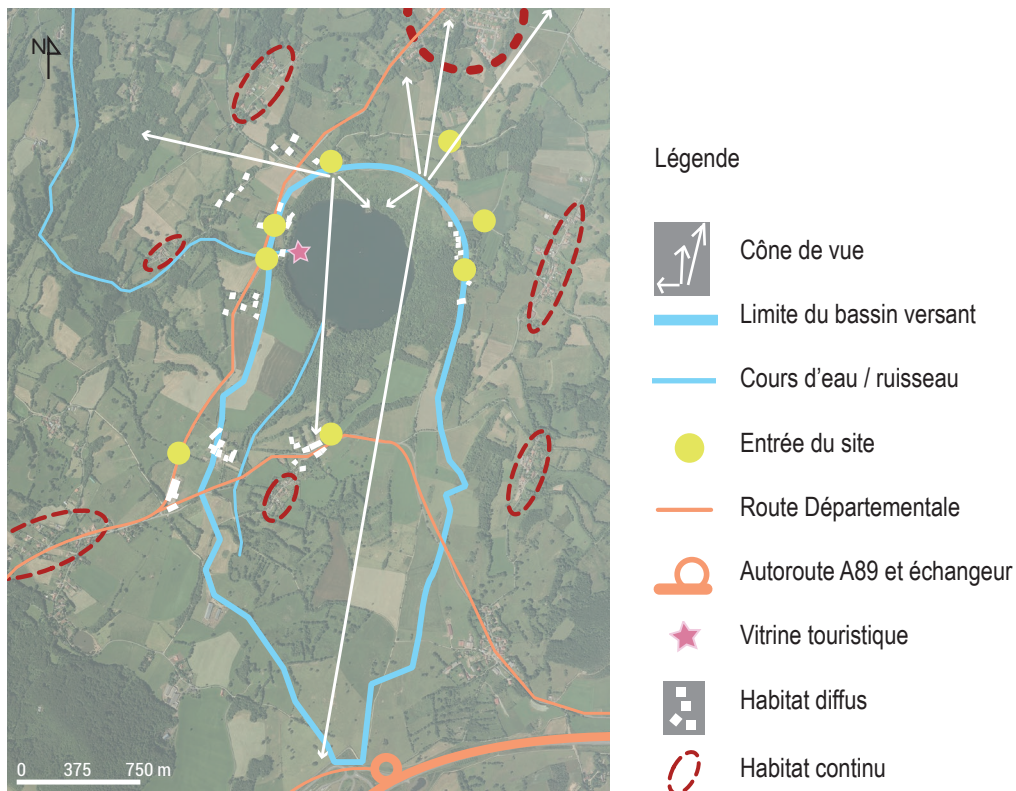 N
Légende
Cône de vue
Limite du bassin versant
Cours d'eau / ruisseau
Entrée du site
Route Départementale
Autoroute A89 et échangeur
Vitrine touristique
Habitat diffus
Habitat continu
0 375 750 m